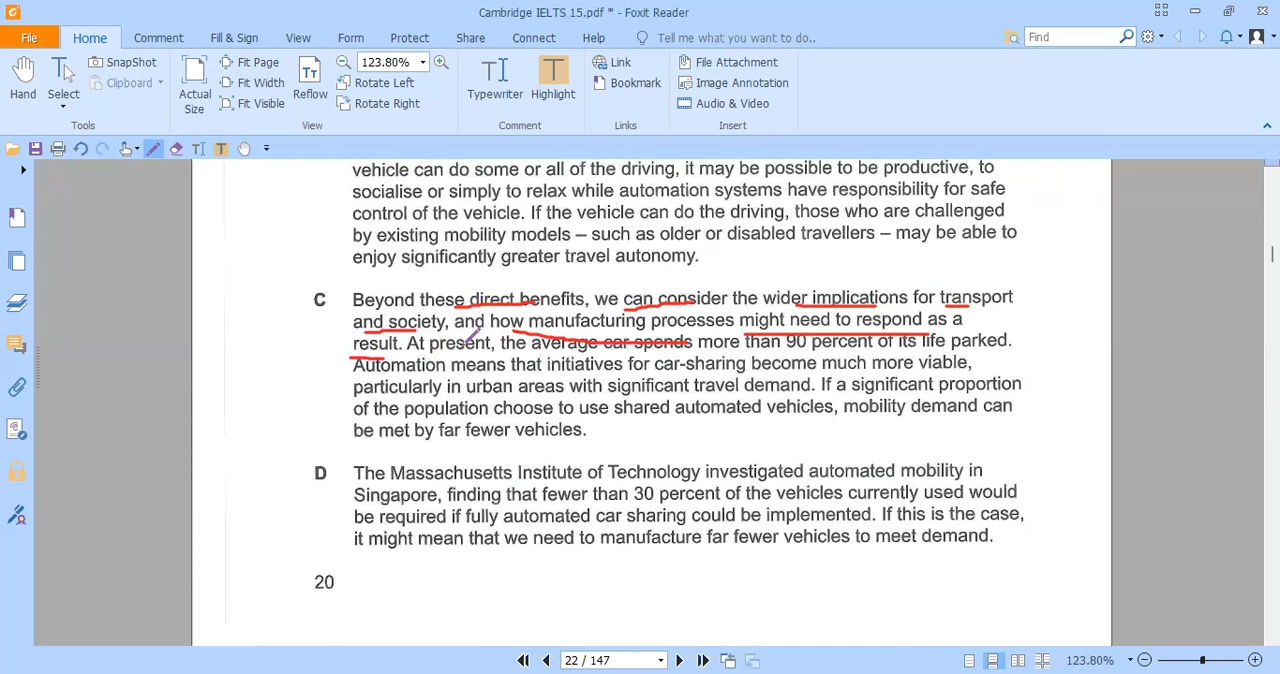 Cambridge IELTS 15.pdf * - Foxit Reader
File Home Comment Fill & Sign View Form Protect Share Connect Help Tell me what you want to do.. Find
Hand
Select
SnapShot
Clipboard
Tools
Actual Size
Fit Page
Fit Width
Fit Visible
Reflow
123.80%
Rotate Left
Rotate Right
View
Typewriter
Highlight
Comment
Link
Bookmark
Links
File Attachment
Image Annotation
Audio & Video
Insert
vehicle can do some or all of the driving, it may be possible to be productive, to
socialise or simply to relax while automation systems have responsibility for safe
control of the vehicle. If the vehicle can do the driving, those who are challenged
by existing mobility models – such as older or disabled travellers – may be able to
enjoy significantly greater travel autonomy.
C Beyond these direct benefits, we can consider the wider implications for transport
and society, and how manufacturing processes might need to respond as a
result. At present, the average car spends more than 90 percent of its life parked.
Automation means that initiatives for car-sharing become much more viable,
particularly in urban areas with significant travel demand. If a significant proportion
of the population choose to use shared automated vehicles, mobility demand can
be met by far fewer vehicles.
D The Massachusetts Institute of Technology investigated automated mobility in
Singapore, finding that fewer than 30 percent of the vehicles currently used would
be required if fully automated car sharing could be implemented. If this is the case,
it might mean that we need to manufacture far fewer vehicles to meet demand.
20
22 / 147
123.80%